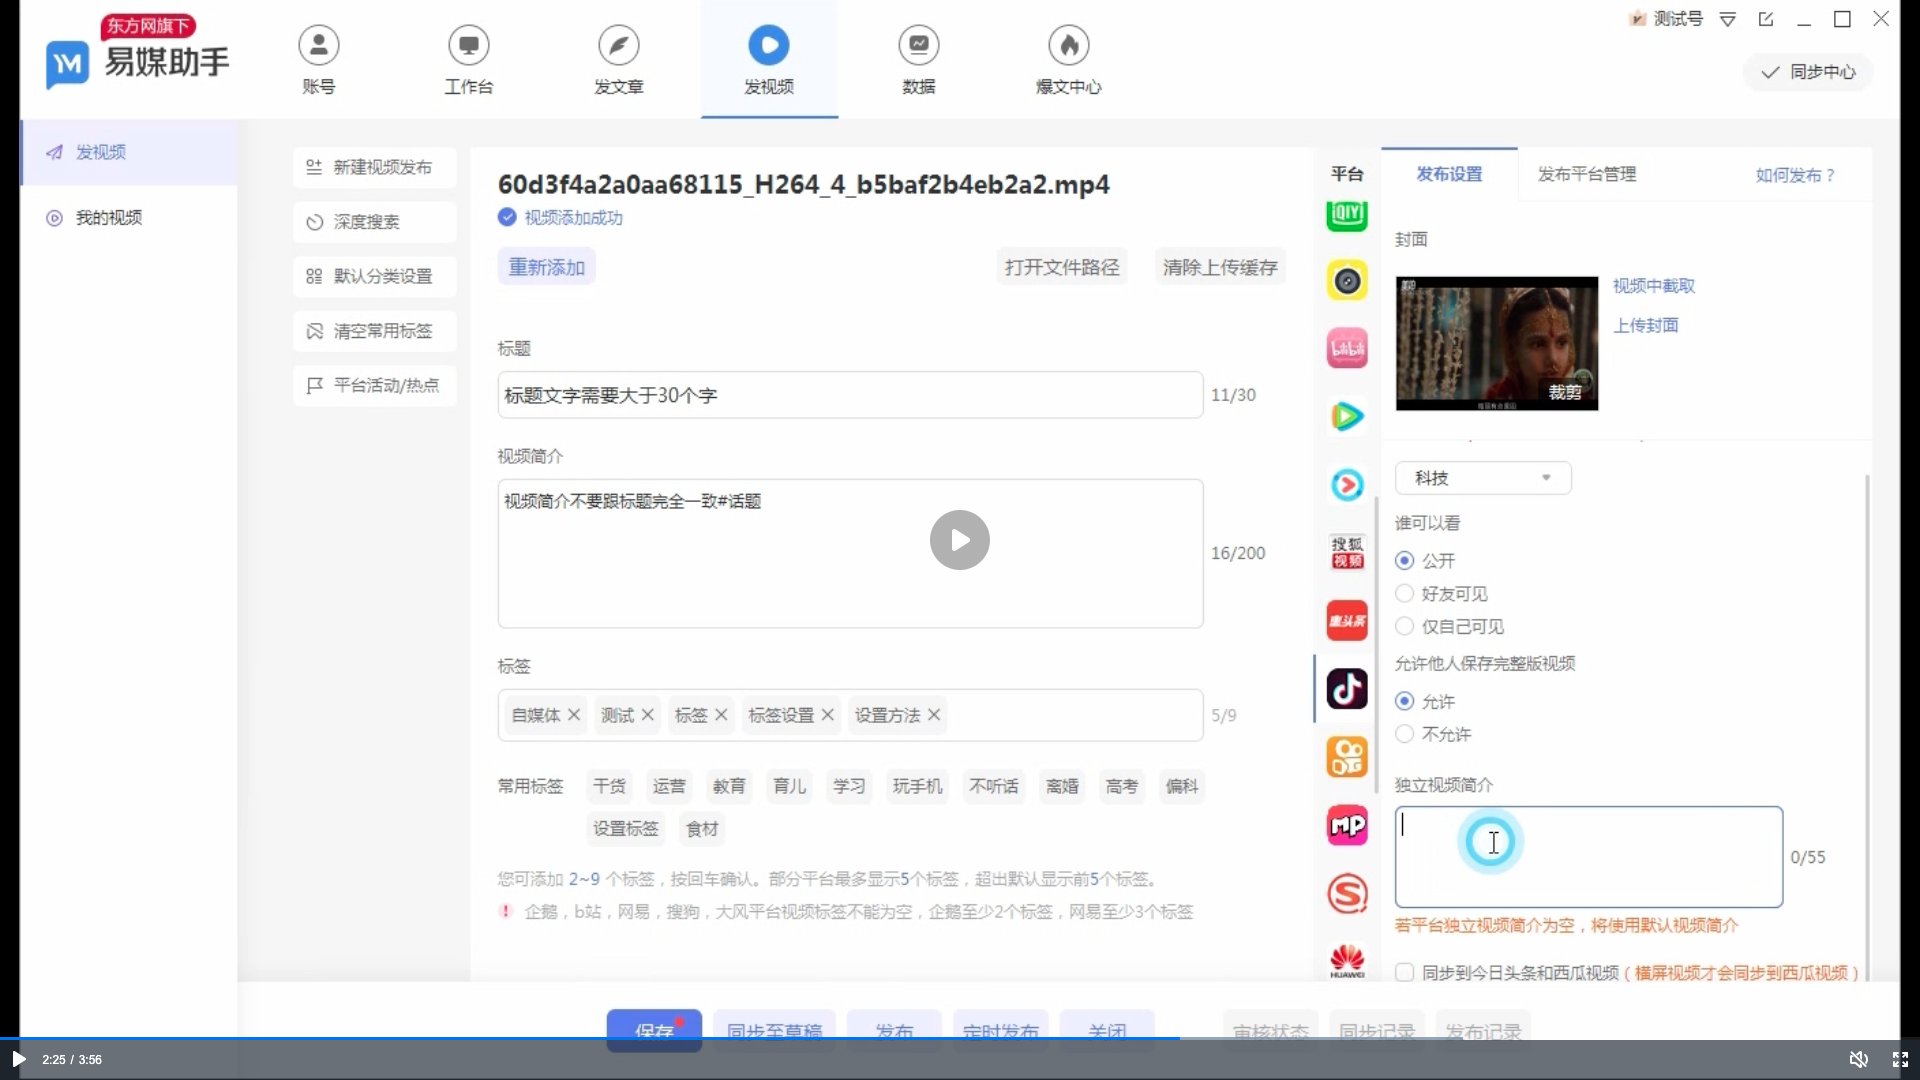 东方网旗下
易媒助手
账号
工作台
发文章
发视频
数据
爆文中心
测试号
同步中心
发视频
我的视频
新建视频发布
深度搜索
默认分类设置
清空常用标签
平台活动/热点
60d3f4a2a0aa68115_H264_4_b5baf2b4eb2a2.mp4
视频添加成功
重新添加
打开文件路径
清除上传缓存
标题
标题文字需要大于30个字
11/30
视频简介
视频简介不要跟标题完全一致#话题
16/200
标签
自媒体
测试
标签
标签设置
设置方法
5/9
常用标签
干货
运营
教育
育儿
学习
玩手机
不听话
离婚
高考
偏科
设置标签
食材
您可添加 2~9 个标签，按回车确认。部分平台最多显示5个标签，超出默认显示前5个标签。
企鹅，b站，网易，搜狗，大风平台视频标签不能为空，企鹅至少2个标签，网易至少3个标签
平台
QIY
bilibili
搜狐
视频
惠头条
MP
HUAWEI
发布设置
发布平台管理
如何发布？
封面
裁剪
视频中截取
上传封面
科技
谁可以看
公开
好友可见
仅自己可见
允许他人保存完整版视频
允许
不允许
独立视频简介
0/55
若平台独立视频简介为空，将使用默认视频简介
同步到今日头条和西瓜视频（横屏视频才会同步到西瓜视频）
保存
同步至草稿
发布
定时发布
关闭
审核状态
同步记录
发布记录
2:25 / 3:56